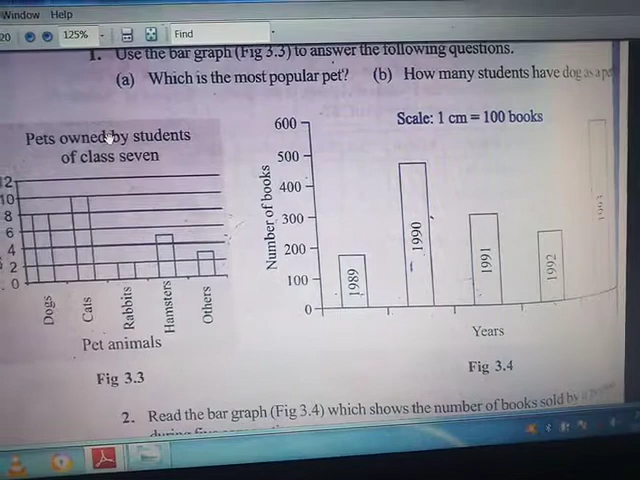 Window Help
20 125% Find
1. Use the bar graph (Fig 3.3) to answer the following questions.
(a) Which is the most popular pet? (b) How many students have dog as a
Pets owned by students
of class seven
12
10
8
6
4
2
0
Dogs
Cats
Rabbits
Hamsters
Others
Pet animals
Fig 3.3
Scale: 1 cm = 100 books
Number of books
600
500
400
300
200
100
0
1989
1990
1991
1992
Years
Fig 3.4
2. Read the bar graph (Fig 3.4) which shows the number of books sold by